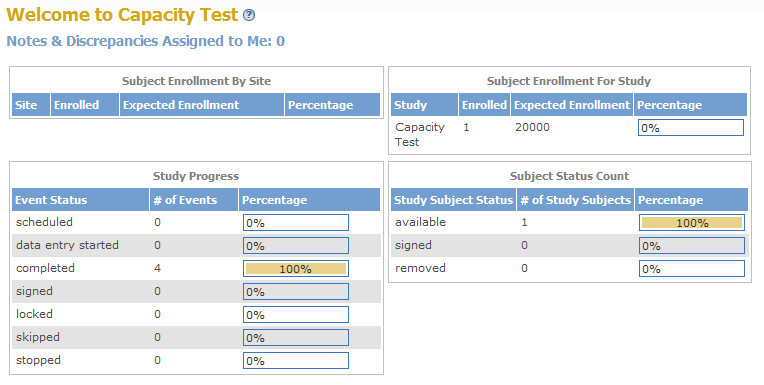 Welcome to Capacity Test ?
Notes & Discrepancies Assigned to Me: 0
Subject Enrollment By Site
Site Enrolled Expected Enrollment Percentage
Subject Enrollment For Study
Study Enrolled Expected Enrollment Percentage
Capacity Test 1 20000 0%
Study Progress
Event Status # of Events Percentage
scheduled 0 0%
data entry started 0 0%
completed 4 100%
signed 0 0%
locked 0 0%
skipped 0 0%
stopped 0 0%
Subject Status Count
Study Subject Status # of Study Subjects Percentage
available 1 100%
signed 0 0%
removed 0 0%